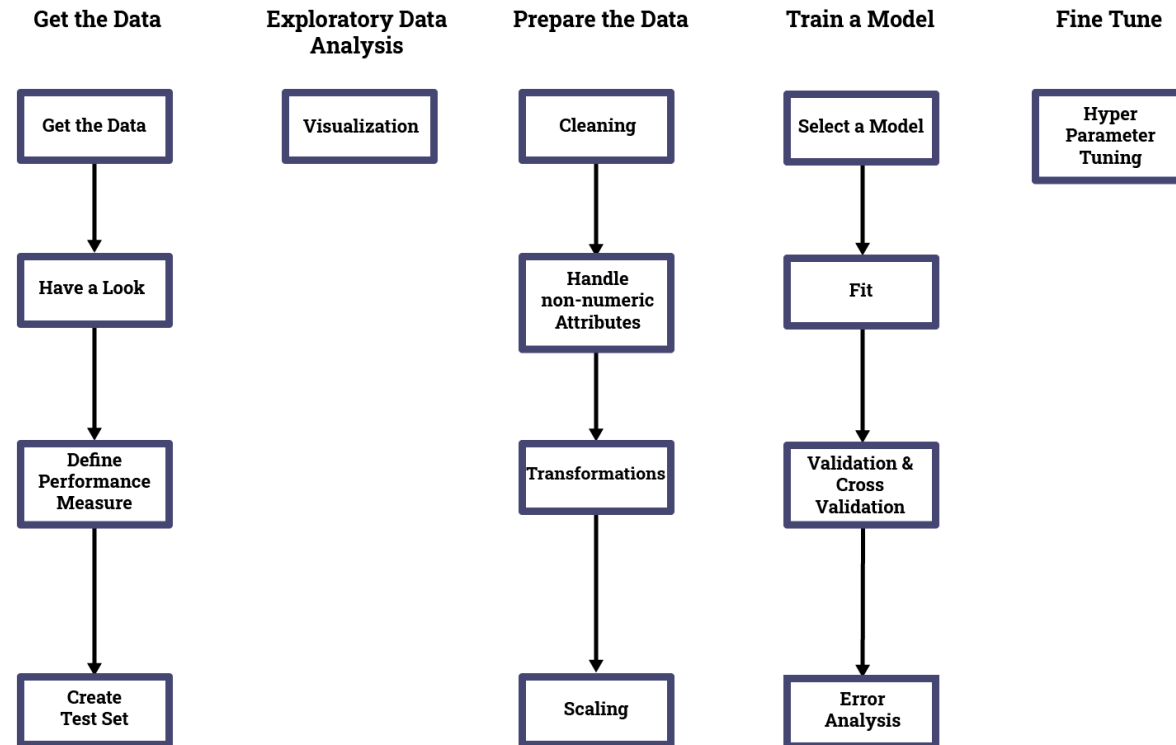 Get the Data
Exploratory Data
Analysis
Prepare the Data
Train a Model
Fine Tune
Get the Data
Have a Look
Define
Performance
Measure
Create
Test Set
Visualization
Cleaning
Handle
non-numeric
Attributes
Transformations
Scaling
Select a Model
Fit
Validation &
Cross
Validation
Error
Analysis
Hyper
Parameter
Tuning